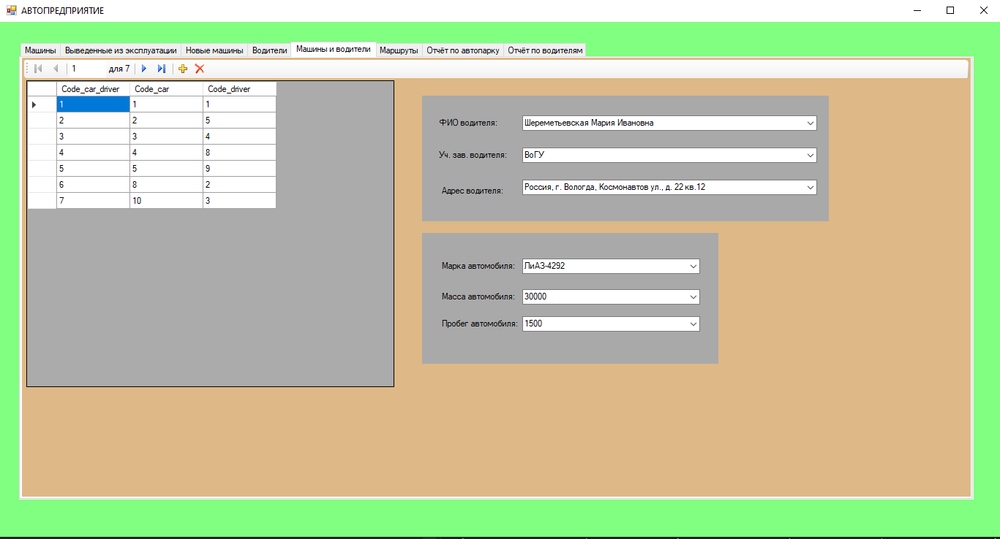 АВТОПРЕДПРИЯТИЕ
Машины Выведенные из эксплуатации Новые машины Водители Машины и водители Маршруты Отчёт по автопарку Отчёт по водителям
1 для 7
Code_car_driver Code_car Code_driver
1 1 1
2 2 5
3 3 4
4 4 8
5 5 9
6 8 2
7 10 3
ФИО водителя: Шереметьевская Мария Ивановна
Уч. зав. водителя: ВоГУ
Адрес водителя: Россия, г. Вологда, Космонавтов ул., д. 22 кв.12
Марка автомобиля: ЛиАЗ-4292
Масса автомобиля: 30000
Пробег автомобиля: 1500